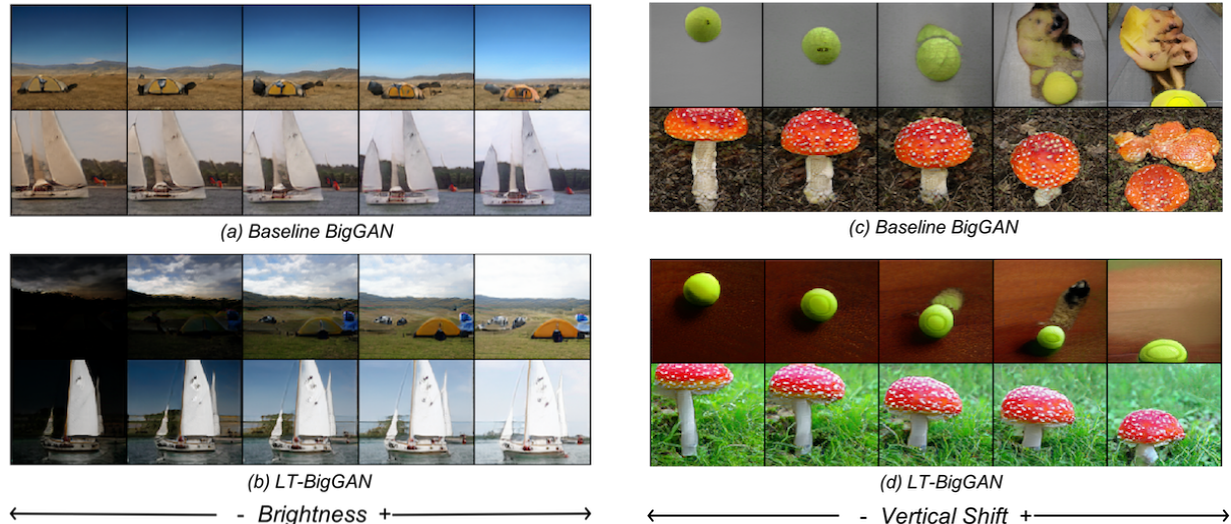 (a) Baseline BigGAN
(b) LT-BigGAN
- Brightness +
(c) Baseline BigGAN
(d) LT-BigGAN
- Vertical Shift +